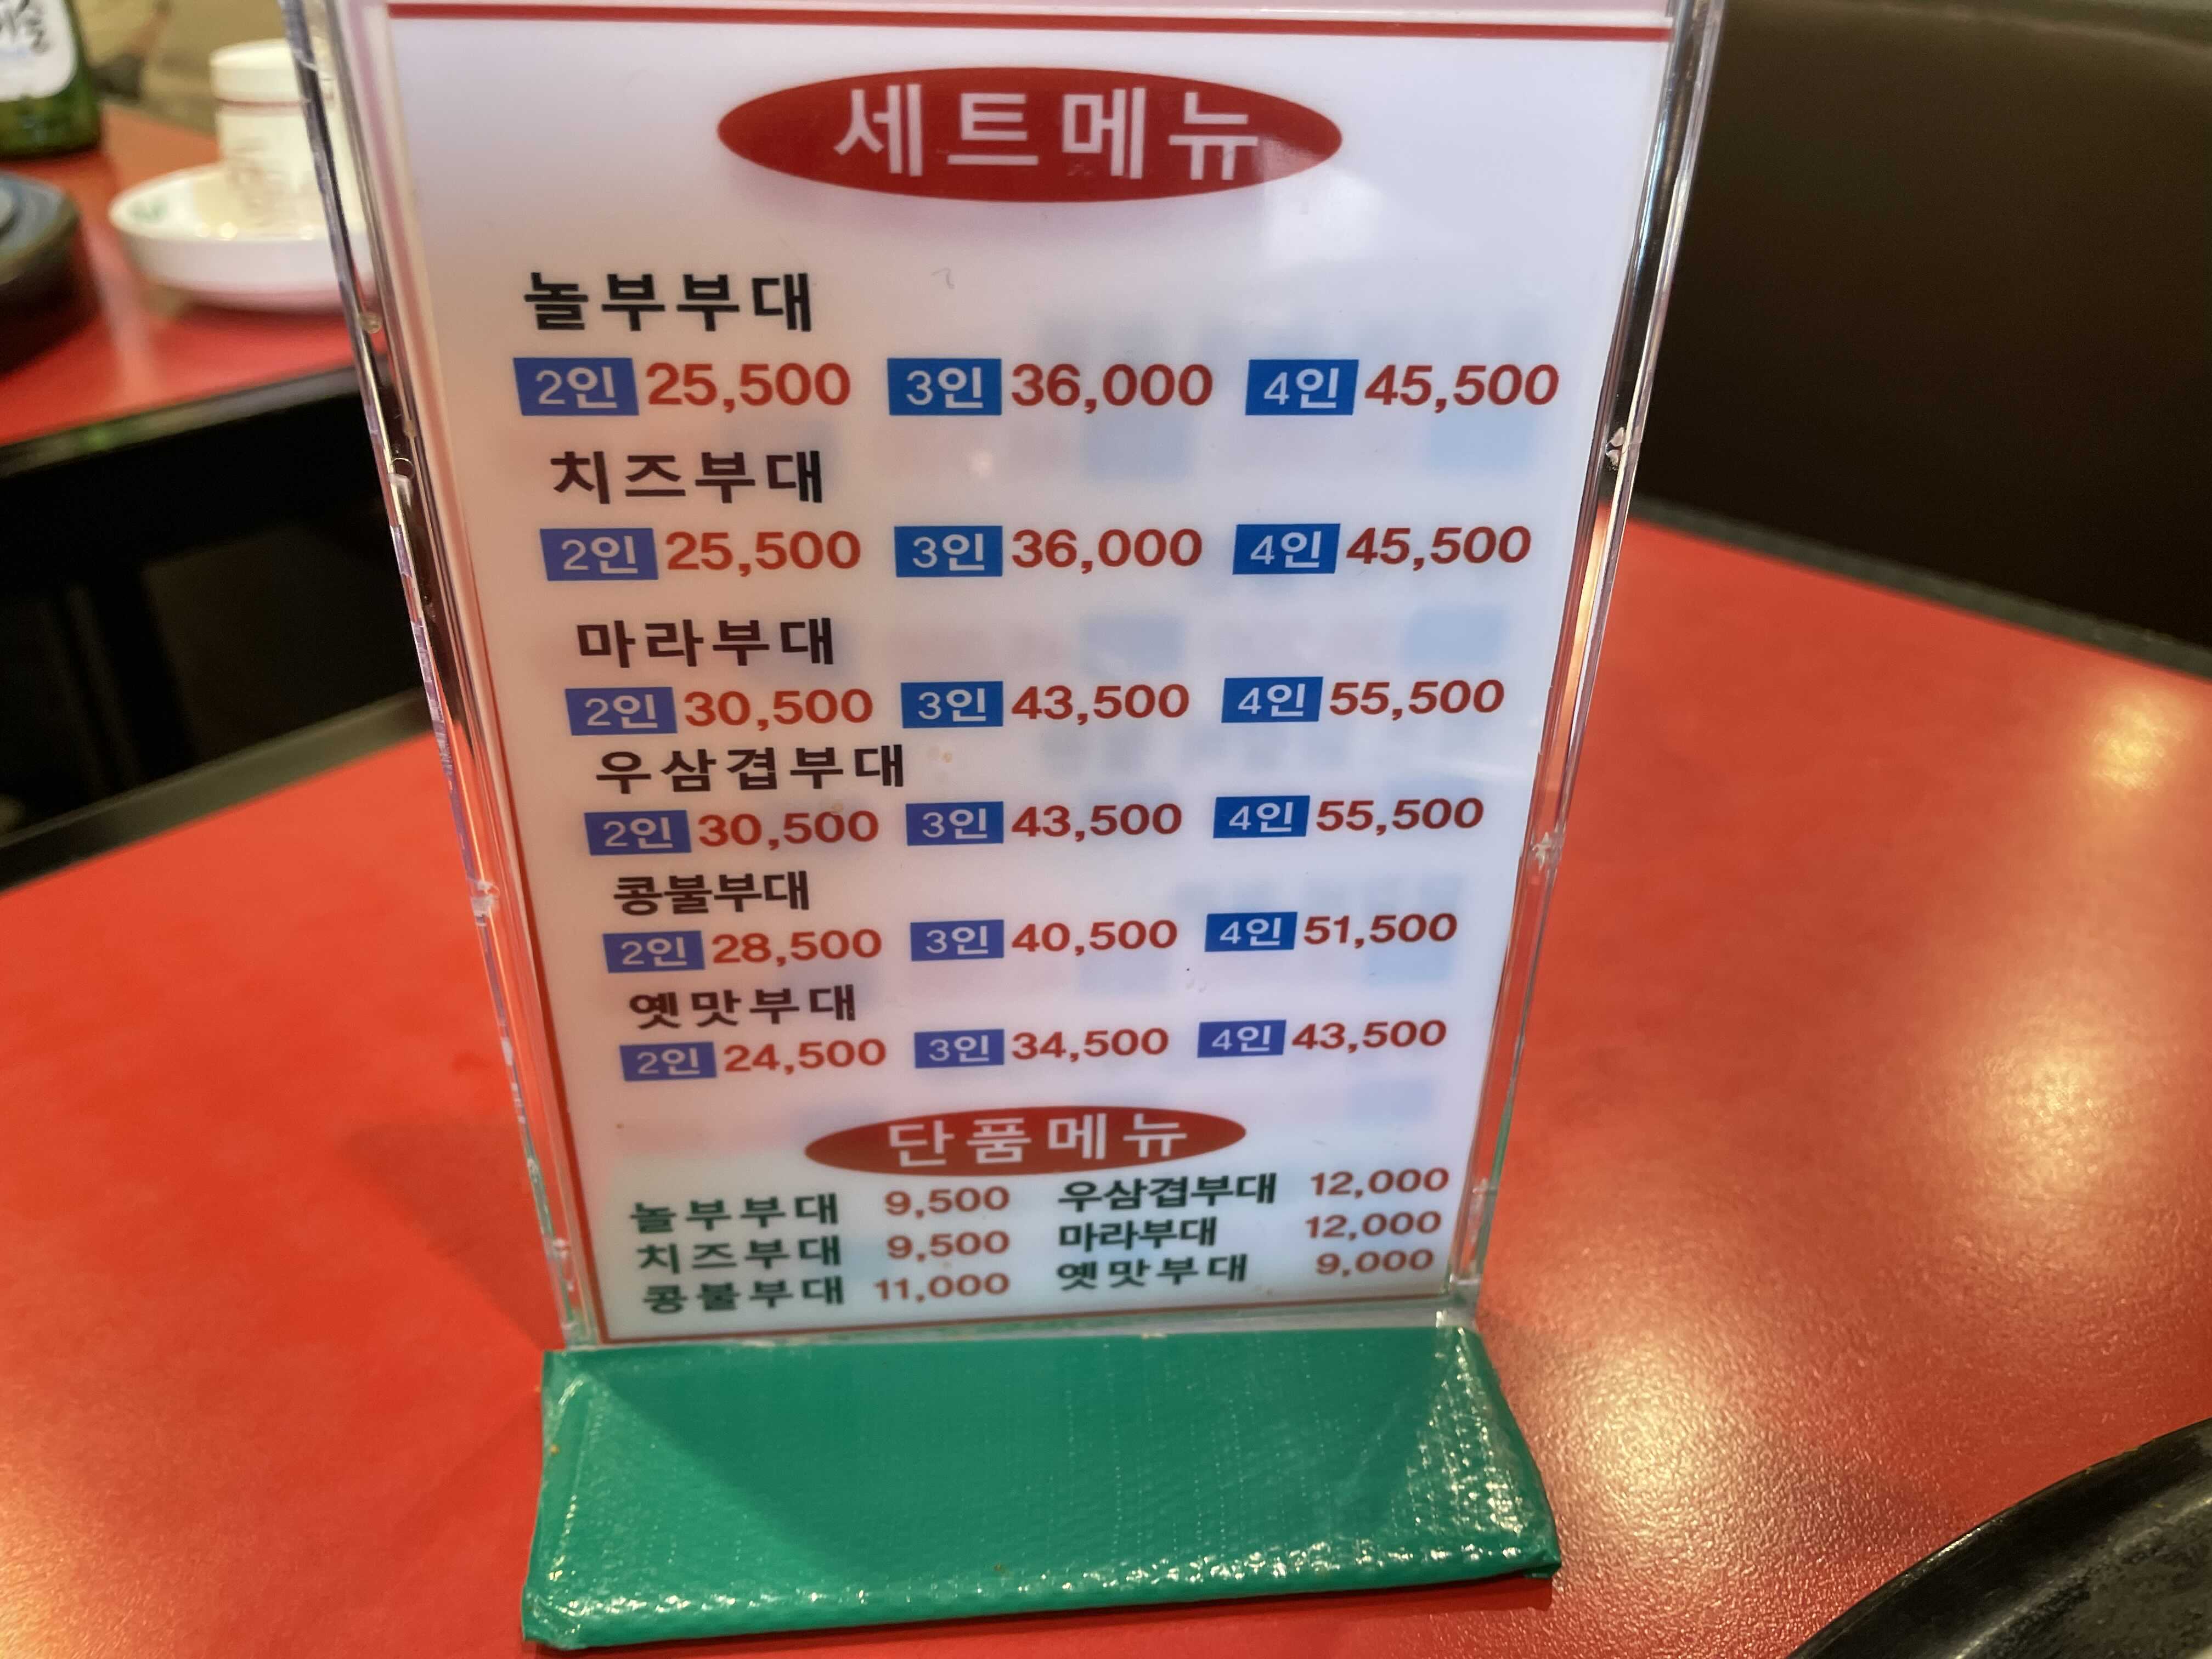 세트메뉴
놀부부대
2인 25,500 3인 36,000 4인 45,500
치즈부대
2인 25,500 3인 36,000 4인 45,500
마라부대
2인 30,500 3인 43,500 4인 55,500
우삼겹부대
2인 30,500 3인 43,500 4인 55,500
콩불부대
2인 28,500 3인 40,500 4인 51,500
옛맛부대
2인 24,500 3인 34,500 4인 43,500
단품메뉴
놀부부대 9,500 우삼겹부대 12,000
치즈부대 9,500 마라부대 12,000
콩불부대 11,000 옛맛부대 9,000